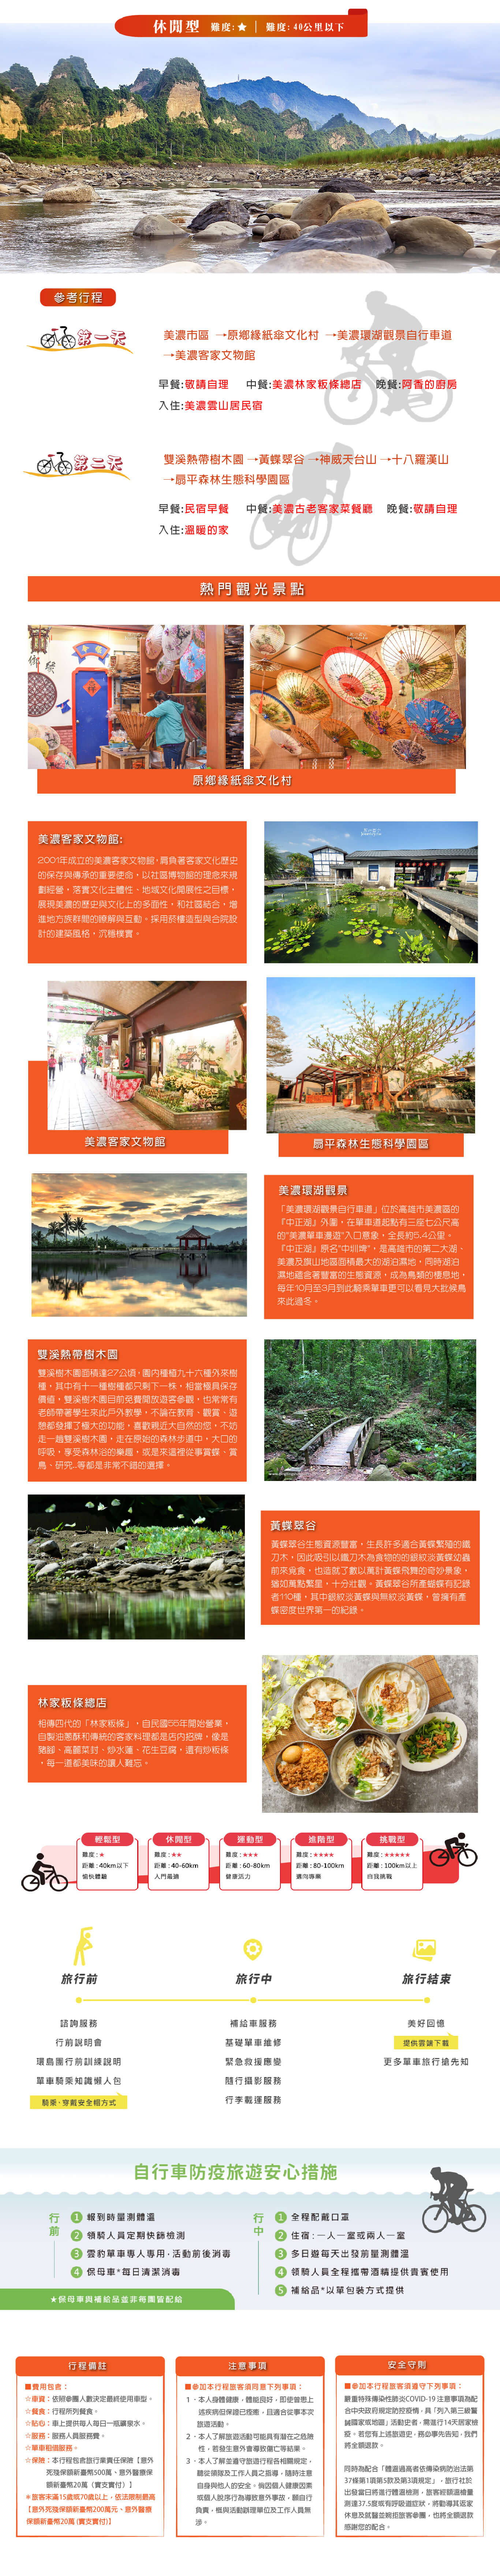 休閒型 難度:★ | 難度: 40公里以下
參考行程
第一天
美濃市區 →原鄉緣紙傘文化村 →美濃環湖觀景自行車道
→美濃客家文物館
早餐:敬請自理 中餐:美濃林家粄條總店 晚餐:阿香的廚房
入住:美濃雲山居民宿
第二天
雙溪熱帶樹木園→黃蝶翠谷→神威天台山→十八羅漢山
→扇平森林生態科學園區
早餐:民宿早餐 中餐:美濃古老客家菜餐廳 晚餐:敬請自理
入住:溫暖的家
熱門觀光景點
原鄉緣紙傘文化村
美濃客家文物館:
2001年成立的美濃客家文物館,肩負著客家文化歷史
的保存與傳承的重要使命,以社區博物館的理念來規
劃經營,落實文化主體性、地域文化開展性之目標,
展現美濃的歷史與文化上的多面性,和社區結合,增
進地方族群間的瞭解與互動,採用菸樓造型與合院設
計的建築風格,沉穩樸實。
美濃客家文物館
扇平森林生態科學園區
美濃環湖觀景
「美濃環湖觀景自行車道」位於高雄市美濃區的
『中正湖』外圍,在單車道起點有三座七公尺高
的"美濃單車漫遊"入口意象,全長約5.4公里。
『中正湖』原名"中圳埤",是高雄市的第二大湖、
美濃及旗山地區面積最大的湖泊濕地,同時湖泊
濕地蘊含著豐富的生態資源,成為鳥類的棲息地,
每年10月至3月到此騎乘單車更可以看見大批候鳥
來此過冬。
雙溪熱帶樹木園
雙溪樹木園面積達27公頃,園內種植九十六種外來樹
種,其中有十一種樹種都只剩下一株,相當極具保存
價值,雙溪樹木園目前免費開放遊客參觀,也常常有
老師帶著學生來此戶外教學,不論在教育、觀賞、遊
憩都發揮了極大的功能,喜歡親近大自然的您,不妨
走一趟雙溪樹木園,走在原始的森林步道中,大口的
呼吸,享受森林浴的樂趣,或是來這裡從事賞蝶、賞
鳥、研究...等都是非常不錯的選擇。
黃蝶翠谷
黃蝶翠谷生態資源豐富,生長許多適合黃蝶繁殖的鐵
刀木,因此吸引以鐵刀木為食物的的銀紋淡黃蝶幼蟲
前來覓食,也造就了數以萬計黃蝶飛舞的奇妙景象,
猶如萬點繁星,十分壯觀。黃蝶翠谷所產蝴蝶有記錄
者110種,其中銀紋淡黃蝶與無紋淡黃蝶,曾擁有產
蝶密度世界第一的紀錄。
林家粄條總店
相傳四代的「林家粄條」,自民國55年開始營業,
自製油蔥酥和傳統的客家料理都是店內招牌,像是
豬腳、高麗菜封、炒水蓮、花生豆腐,還有炒粄條
,每一道都美味的讓人難忘。
輕鬆型
難度:★
距離:40km以下
愉快體驗
休閒型
難度:★★
距離:40-60km
入門最適
運動型
難度:★★★
距離:60-80km
健康活力
進階型
難度:★★★★
距離:80-100km
邁向專業
挑戰型
難度:★★★★★
距離:100km以上
自我挑戰
旅行前
諮詢服務
行前說明會
環島團行前訓練說明
單車騎乘知識懶人包
騎乘·穿戴安全帽方式
旅行中
補給車服務
基礎單車維修
緊急救援應變
隨行攝影服務
行李載運服務
旅行結束
美好回憶
提供雲端下載
更多單車旅行搶先知
自行車防疫旅遊安心措施
行前
1 報到時量測體溫
2 領騎人員定期快篩檢測
3 雲豹單車專人專用,活動前後消毒
4 保母車*每日清潔消毒
★保母車與補給品並非每團皆配給
行中
1 全程配戴口罩
2 住宿:一人一室或兩人一室
3 多日遊每天出發前量測體溫
4 領騎人員全程攜帶酒精提供貴賓使用
5 補給品*以單包裝方式提供
行程備註
■費用包含:
☆車資:依照參團人數決定最終使用車型。
☆餐食:行程所列餐食。
☆貼心:車上提供每人每日一瓶礦泉水。
☆服務:服務人員服務費。
☆單車租借服務。
☆保險:本行程包含旅行業責任保險【意外
死殘保額新臺幣500萬、意外醫療保
額新臺幣20萬(實支實付)】
*旅客未滿15歲或70歲以上,依法限制最高
【意外死殘保額新臺幣200萬元、意外醫療
保額新臺幣20萬(實支實付)】
注意事項
■參加本行程旅客須同意下列事項:
1、本人身體健康,體能良好,即使曾患上
述疾病但保證已痊癒,且適合從事本次
旅遊活動。
2、本人了解旅遊活動可能具有潛在之危險
性,若發生意外會導致傷亡等結果。
3、本人了解並遵守旅遊行程各相關規定,
聽從領隊及工作人員之指導,隨時注意
自身與他人的安全。倘因個人健康因素
或個人脫序行為導致意外事故,願自行
負責,概與活動辦理單位及工作人員無
涉。
安全守則
■參加本行程旅客須遵守下列事項:
嚴重特殊傳染性肺炎COVID-19 注意事項為配
合中央政府規定防控疫情,具「列入第三級警
誡國家或地區」活動史者,需進行14天居家檢
疫。若您有上述旅遊史,務必事先告知,我們
將全額退款。
同時為配合「體溫過高者依傳染病防治法第
37條第1項第5款及第3項規定」,旅行社於
出發當日將進行體溫檢測,旅客經額溫槍量
測達37.5度或有呼吸道症狀,將勸導其返家
休息及就醫並婉拒旅客參團,也將全額退款
感謝您的配合。